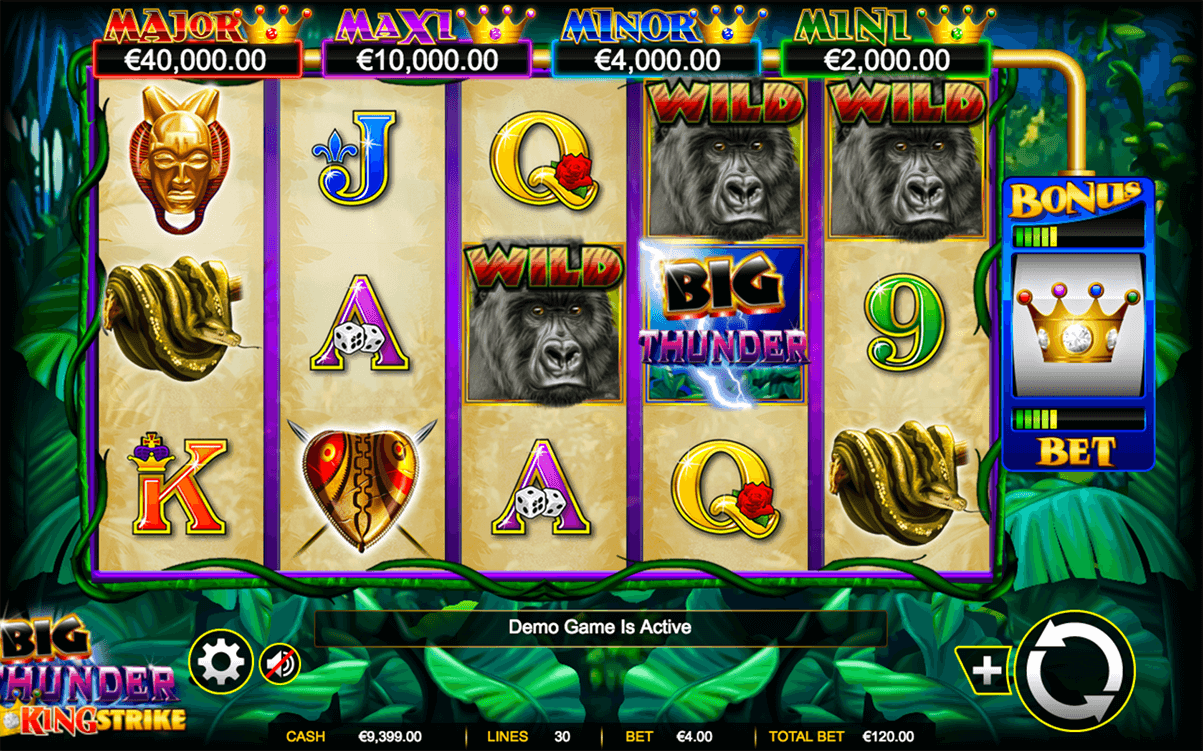 MAJOR MAXI MINOR MINI
€40,000.00 €10,000.00 €4,000.00 €2,000.00
J Q WILD WILD
BONUS
A WILD BIG THUNDER 9
K A Q
BET
Demo Game Is Active
BIG
THUNDER
KING STRIKE
CASH €9,399.00 LINES 30 BET €4.00 TOTAL BET €120.00